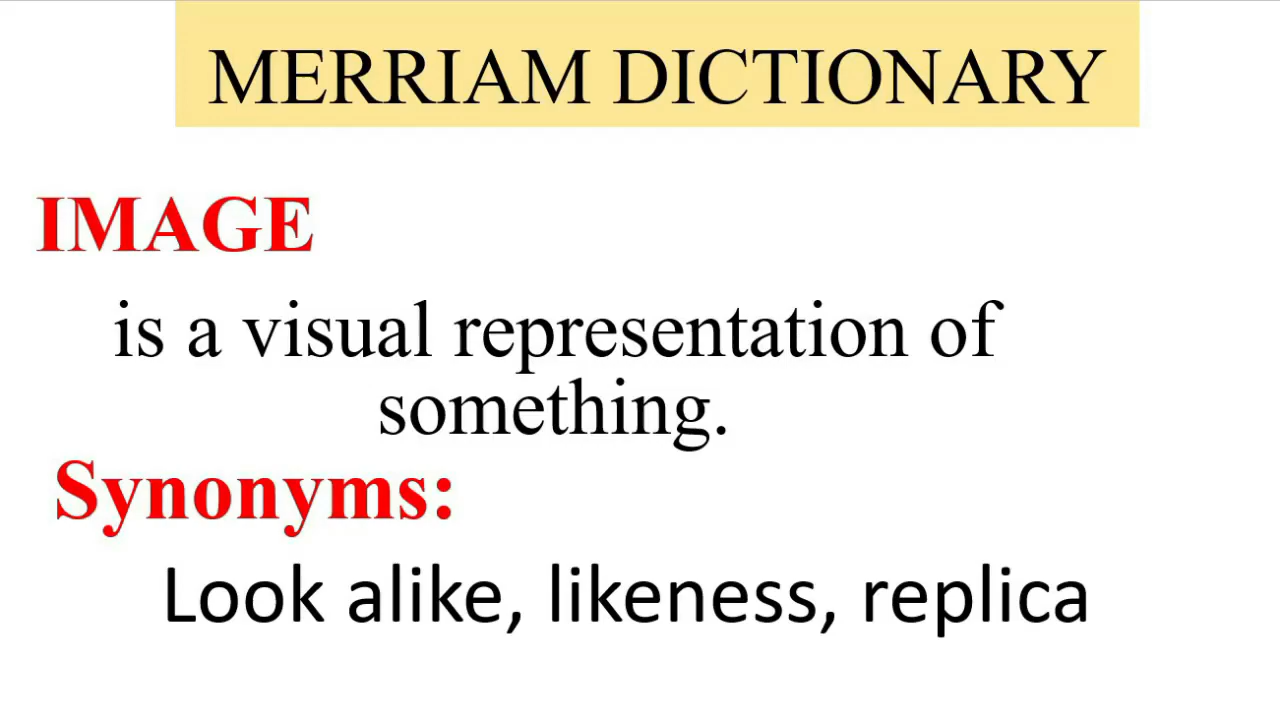 MERRIAM DICTIONARY
IMAGE
is a visual representation of
something.
Synonyms:
Look alike, likeness, replica